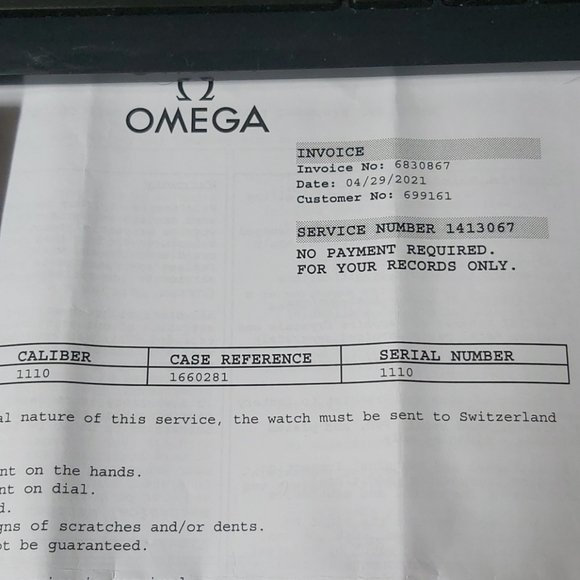 Ω
OMEGA
INVOICE
Invoice No: 6830867
Date: 04/29/2021
Customer No: 699161
SERVICE NUMBER 1413067
NO PAYMENT REQUIRED.
FOR YOUR RECORDS ONLY.
CALIBER CASE REFERENCE SERIAL NUMBER
1110 1660281 1110
al nature of this service, the watch must be sent to Switzerland
nt on the hands.
nt on dial.
d.
gns of scratches and/or dents.
ot be guaranteed.